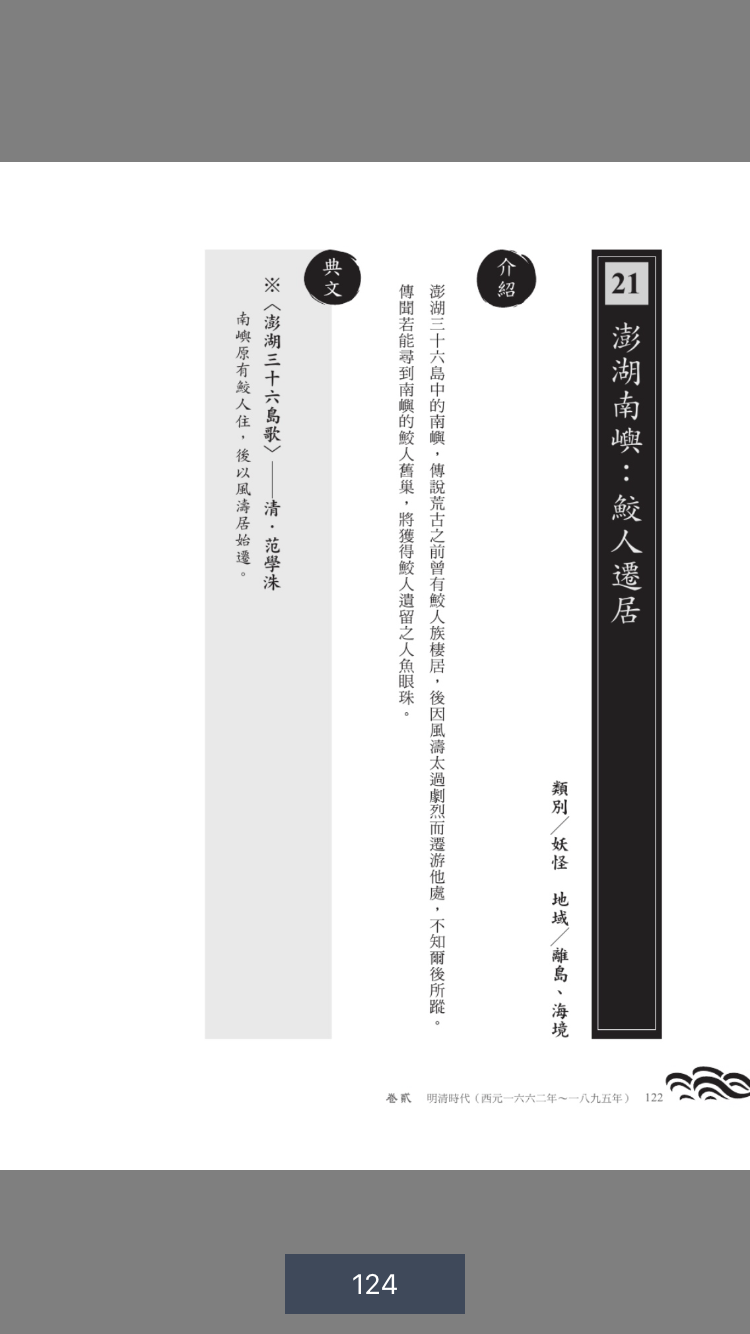 21
澎湖南嶼：鮫人遷居
類別／妖怪　地域／離島、海境
介紹
澎湖三十六島中的南嶼，傳說荒古之前曾有鮫人族棲居，後因風濤太過劇烈而遷游他處，不知爾後所蹤。
傳聞若能尋到南嶼的鮫人舊巢，將獲得鮫人遺留之人魚眼珠。
典文
※〈澎湖三十六島歌〉——清．范學洙
南嶼原有鮫人住，後以風濤居始遷。
卷貳　明清時代（西元一六六二年～一八九五年）　122
124